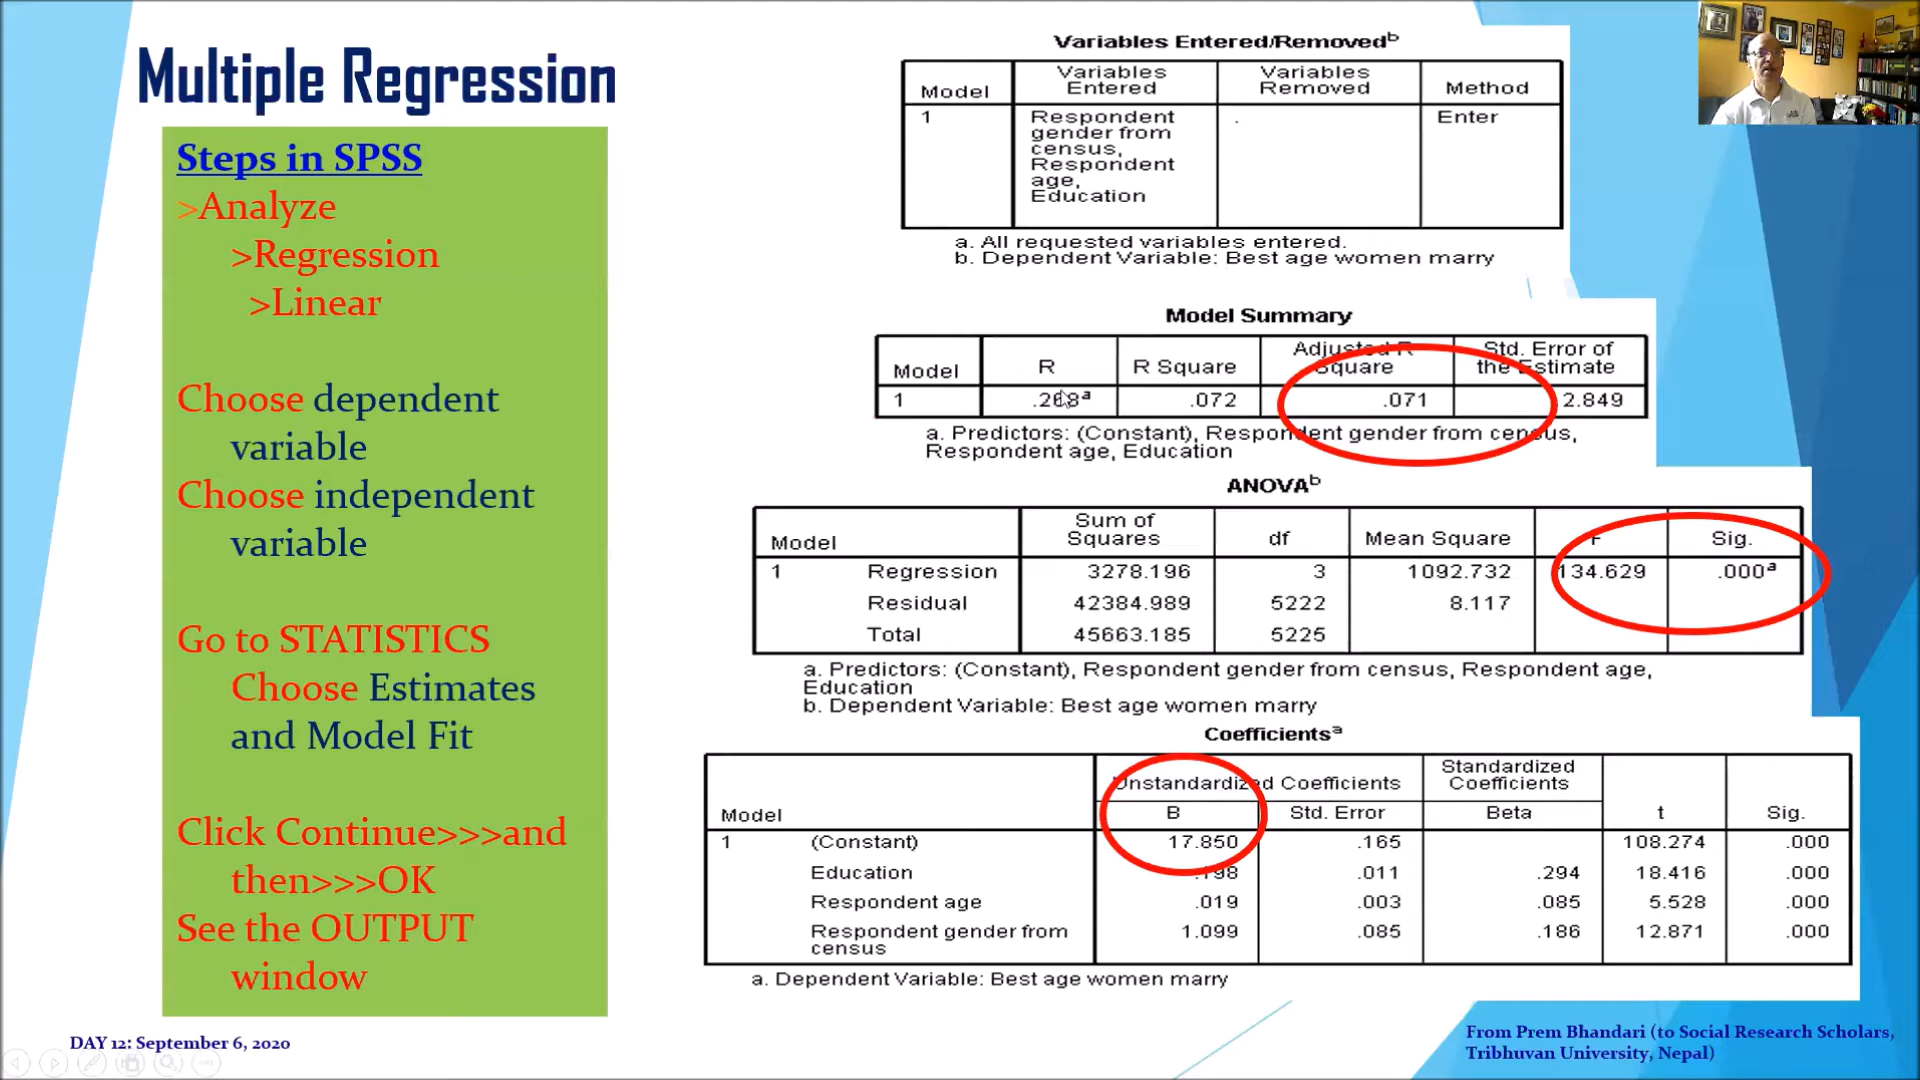 Multiple Regression
Steps in SPSS
>Analyze
>Regression
>Linear
Choose dependent
variable
Choose independent
variable
Go to STATISTICS
Choose Estimates
and Model Fit
Click Continue>>>and
then>>>OK
See the OUTPUT
window
DAY 12: September 6, 2020
Variables Entered/Removedb
Model Variables Entered Variables Removed Method
1 Respondent gender from census, Respondent age, Education . Enter
a. All requested variables entered.
b. Dependent Variable: Best age women marry
Model Summary
Model R R Square Adjusted R Square Std. Error of the Estimate
1 .268a .072 .071 2.849
a. Predictors: (Constant), Respondent gender from census,
Respondent age, Education
ANOVAb
Model Sum of Squares df Mean Square F Sig.
1 Regression 3278.196 3 1092.732 134.629 .000a
Residual 42384.989 5222 8.117
Total 45663.185 5225
a. Predictors: (Constant), Respondent gender from census, Respondent age,
Education
b. Dependent Variable: Best age women marry
Coefficientsa
Model Unstandardized Coefficients Standardized Coefficients t Sig.
B Std. Error Beta
1 (Constant) 17.850 .165 108.274 .000
Education .198 .011 .294 18.416 .000
Respondent age .019 .003 .085 5.528 .000
Respondent gender from census 1.099 .085 .186 12.871 .000
a. Dependent Variable: Best age women marry
From Prem Bhandari (to Social Research Scholars,
Tribhuvan University, Nepal)